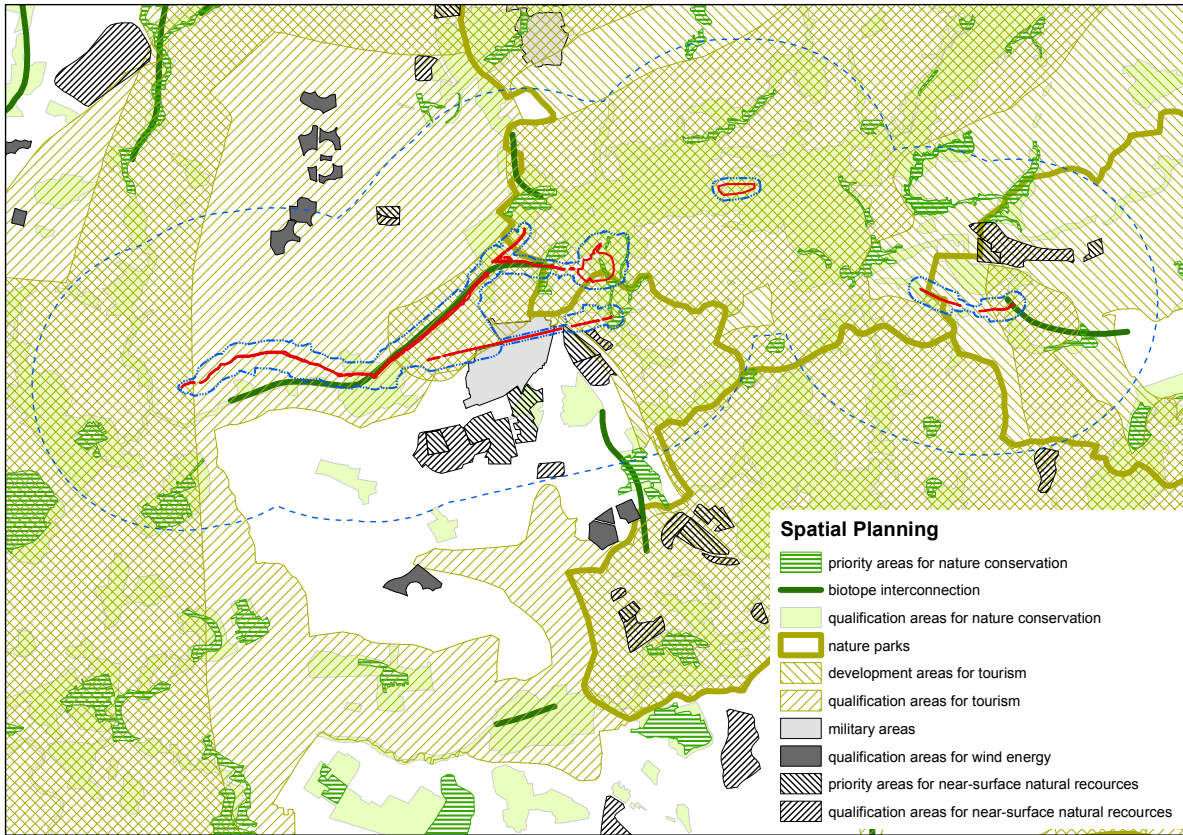 Spatial Planning
priority areas for nature conservation
biotope interconnection
qualification areas for nature conservation
nature parks
development areas for tourism
qualification areas for tourism
military areas
qualification areas for wind energy
priority areas for near-surface natural recources
qualification areas for near-surface natural recources